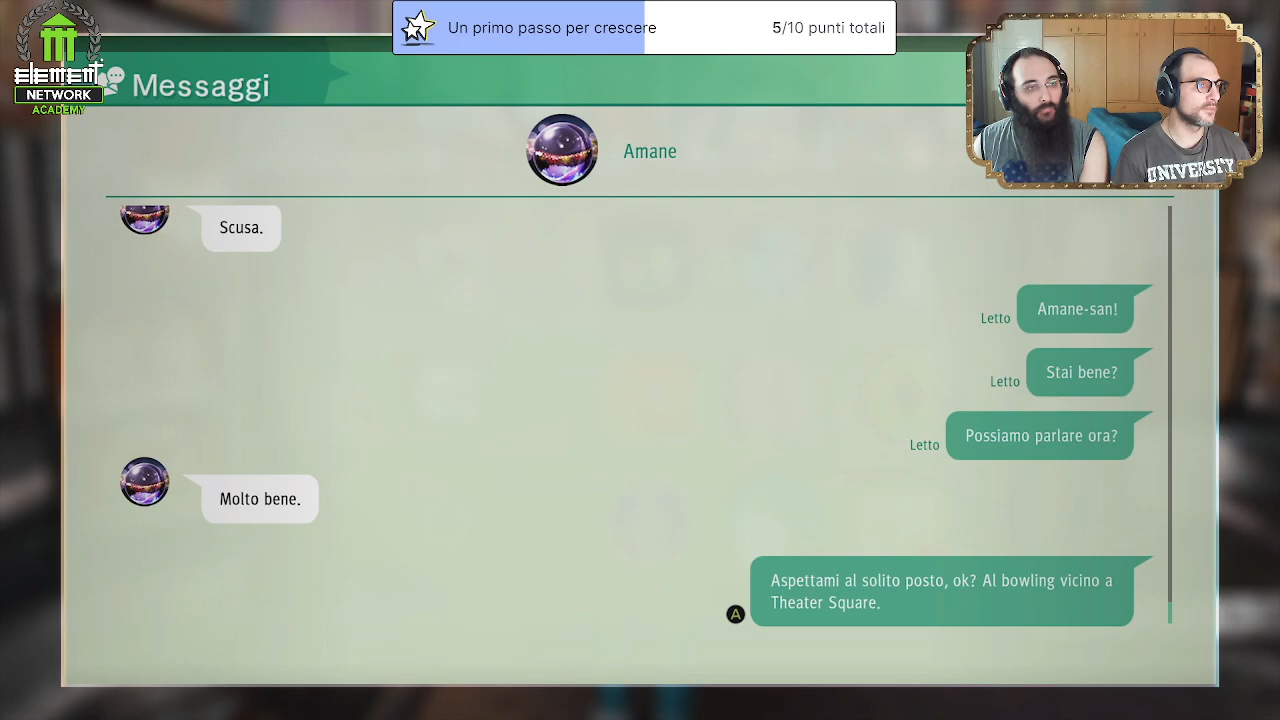 Un primo passo per crescere
5/10 punti totali
ELEMENT
NETWORK
ACADEMY
Messaggi
Amane
Scusa.
Amane-san!
Letto
Stai bene?
Letto
Possiamo parlare ora?
Letto
Molto bene.
Aspettami al solito posto, ok? Al bowling vicino a
Theater Square.
A
UNIVERSITY